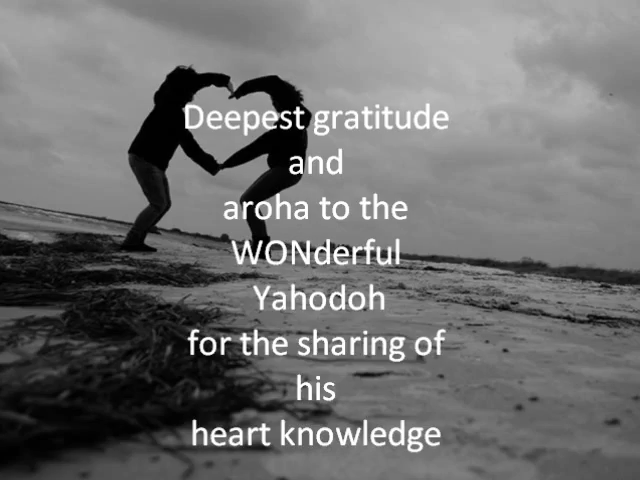 Deepest gratitude
and
aroha to the
WONderful
Yahodoh
for the sharing of
his
heart knowledge